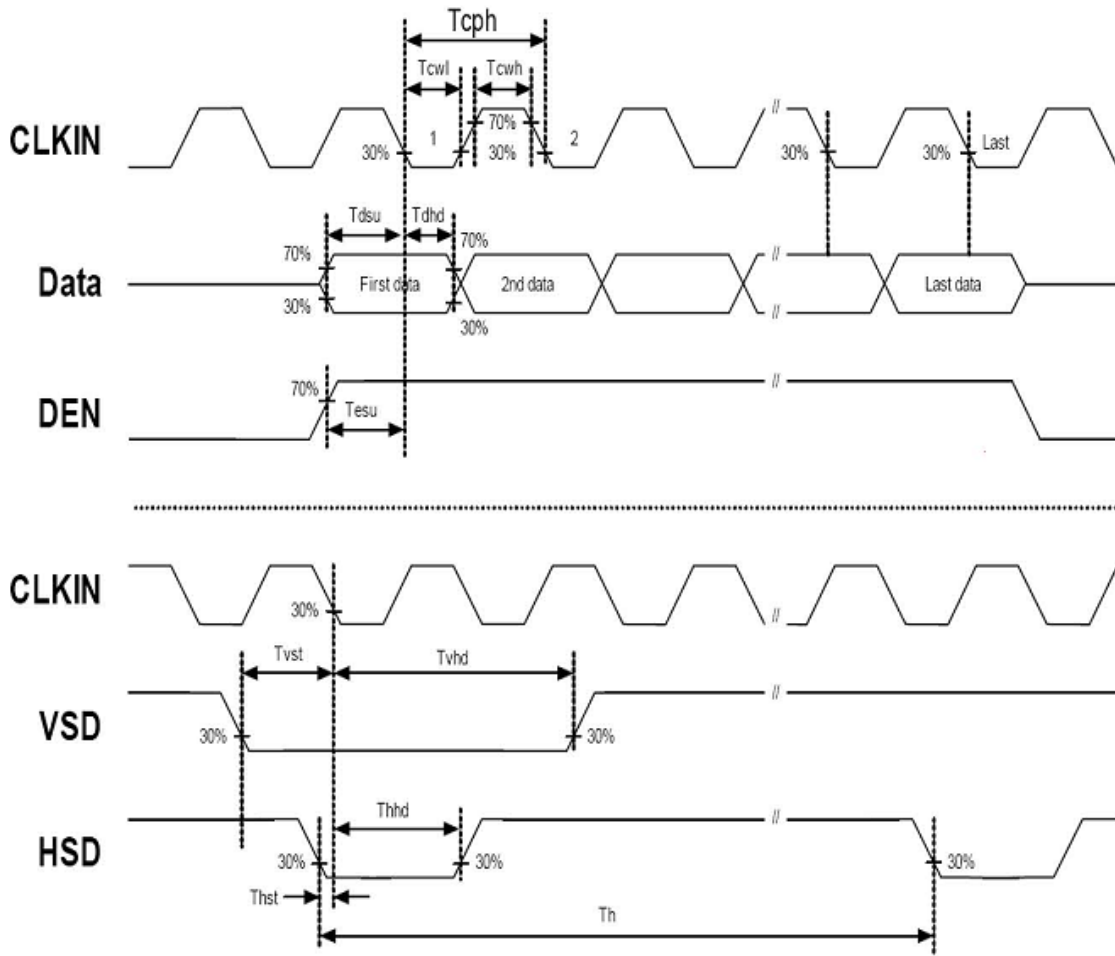 Tcph
Tcwl Tcwh
CLKIN 30% 1 70% 30% 2 // 30% 30% Last
Tdsu Tdhd
70% 70%
Data First data 2nd data // Last data
30% 30%
DEN 70% //
Tesu
CLKIN 30% //
Tvst Tvhd
VSD 30% 30% //
Thhd
HSD 30% 30% // 30%
Thst
Th